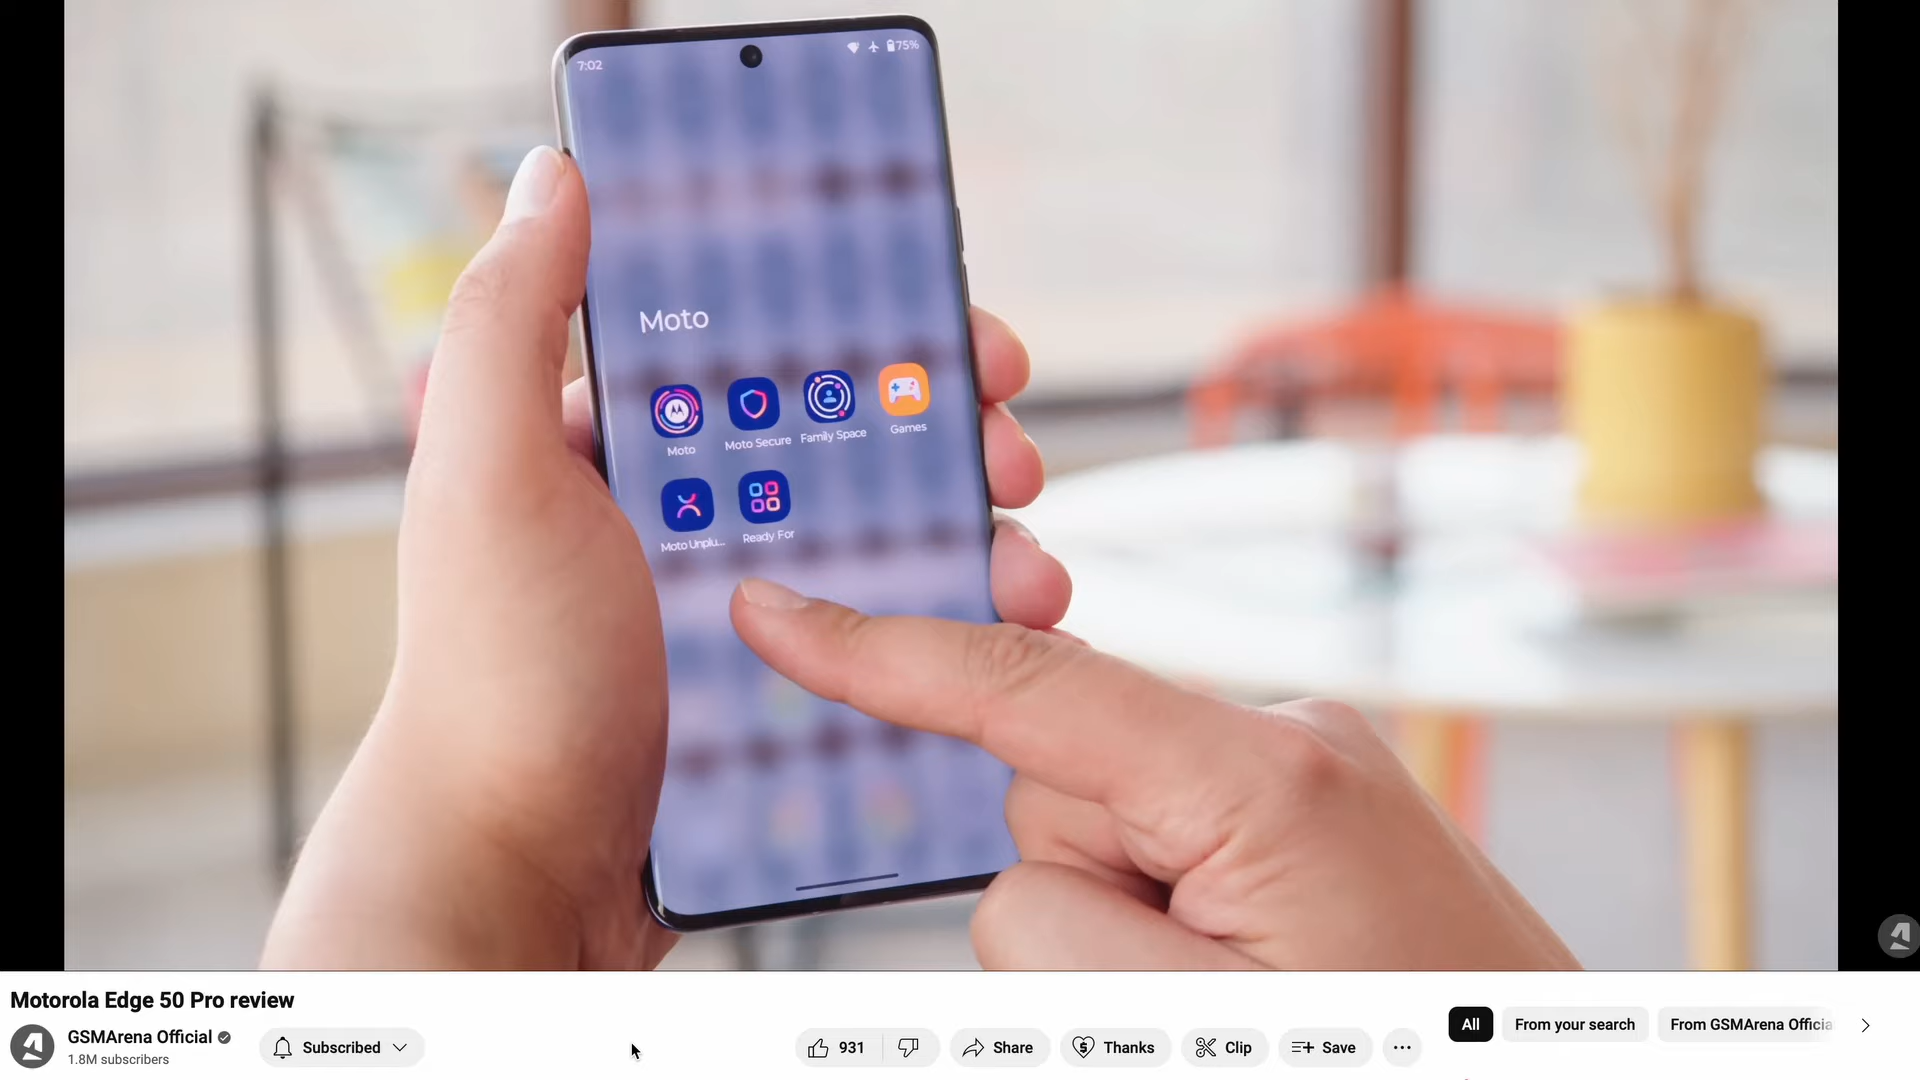 7:02
75%
Moto
Moto
Moto Secure
Family Space
Games
Moto Unplu...
Ready For
Motorola Edge 50 Pro review
GSMArena Official
1.8M subscribers
Subscribed
931
Share
Thanks
Clip
Save
All
From your search
From GSMArena Officia